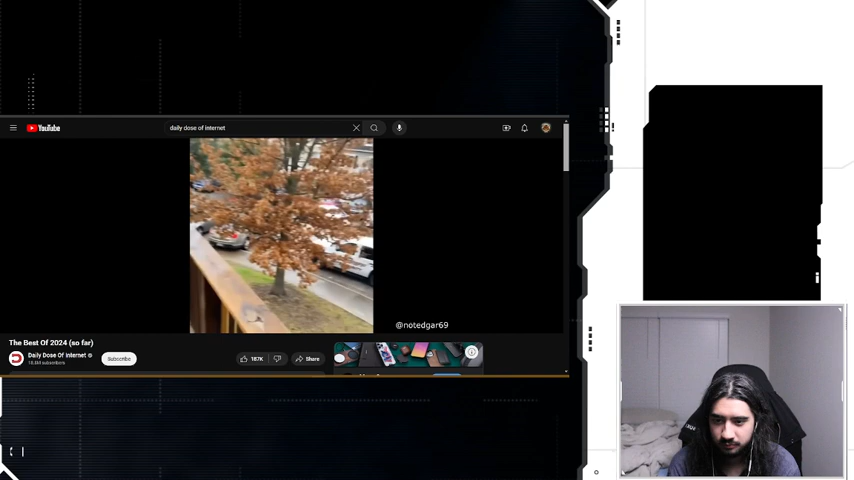 YouTube
daily dose of internet
@notedgar69
The Best Of 2024 (so far)
Daily Dose Of Internet
Subscribe
187K
Share